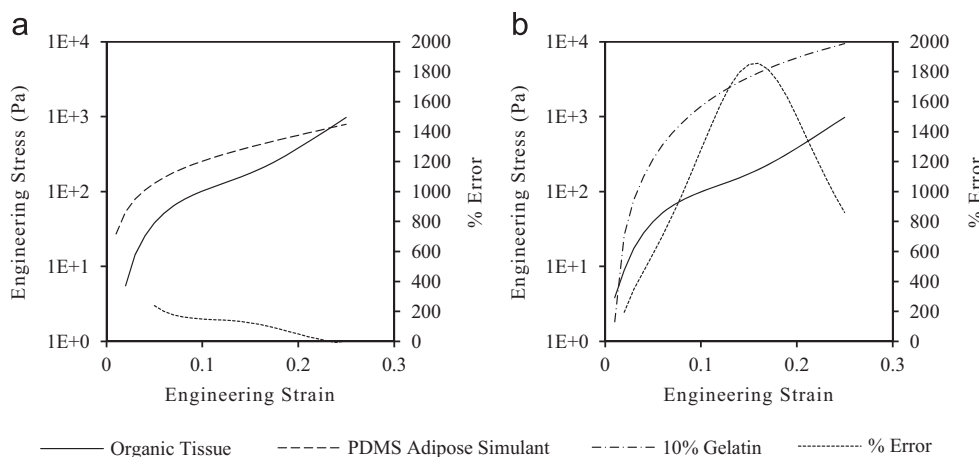 a
1E+4
1E+3
1E+2
1E+1
1E+0
Engineering Stress (Pa)
0
0.1
0.2
0.3
Engineering Strain
2000
1800
1600
1400
1200
1000
800
600
400
200
0
% Error
b
1E+4
1E+3
1E+2
1E+1
1E+0
Engineering Stress (Pa)
0
0.1
0.2
0.3
Engineering Strain
2000
1800
1600
1400
1200
1000
800
600
400
200
0
% Error
Organic Tissue PDMS Adipose Simulant 10% Gelatin % Error